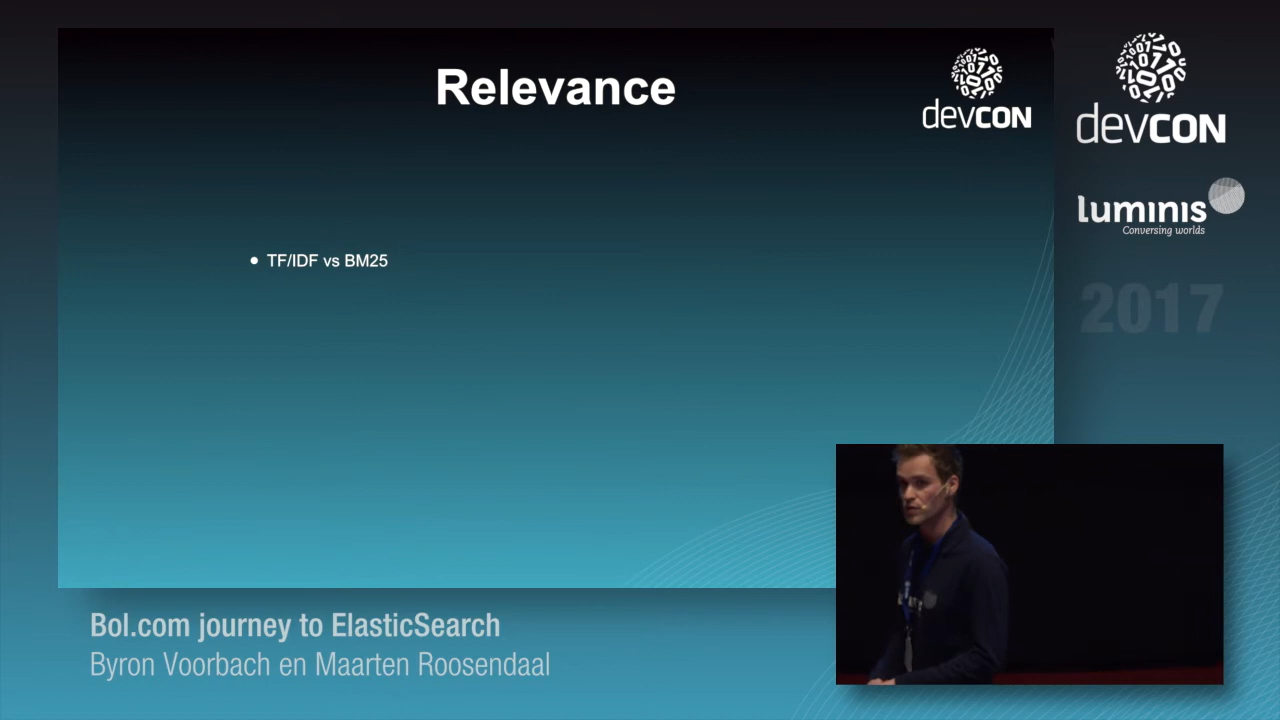 Relevance
devcon
devcon
luminis
Conversing worlds
2017
• TF/IDF vs BM25
Bol.com journey to ElasticSearch
Byron Voorbach en Maarten Roosendaal